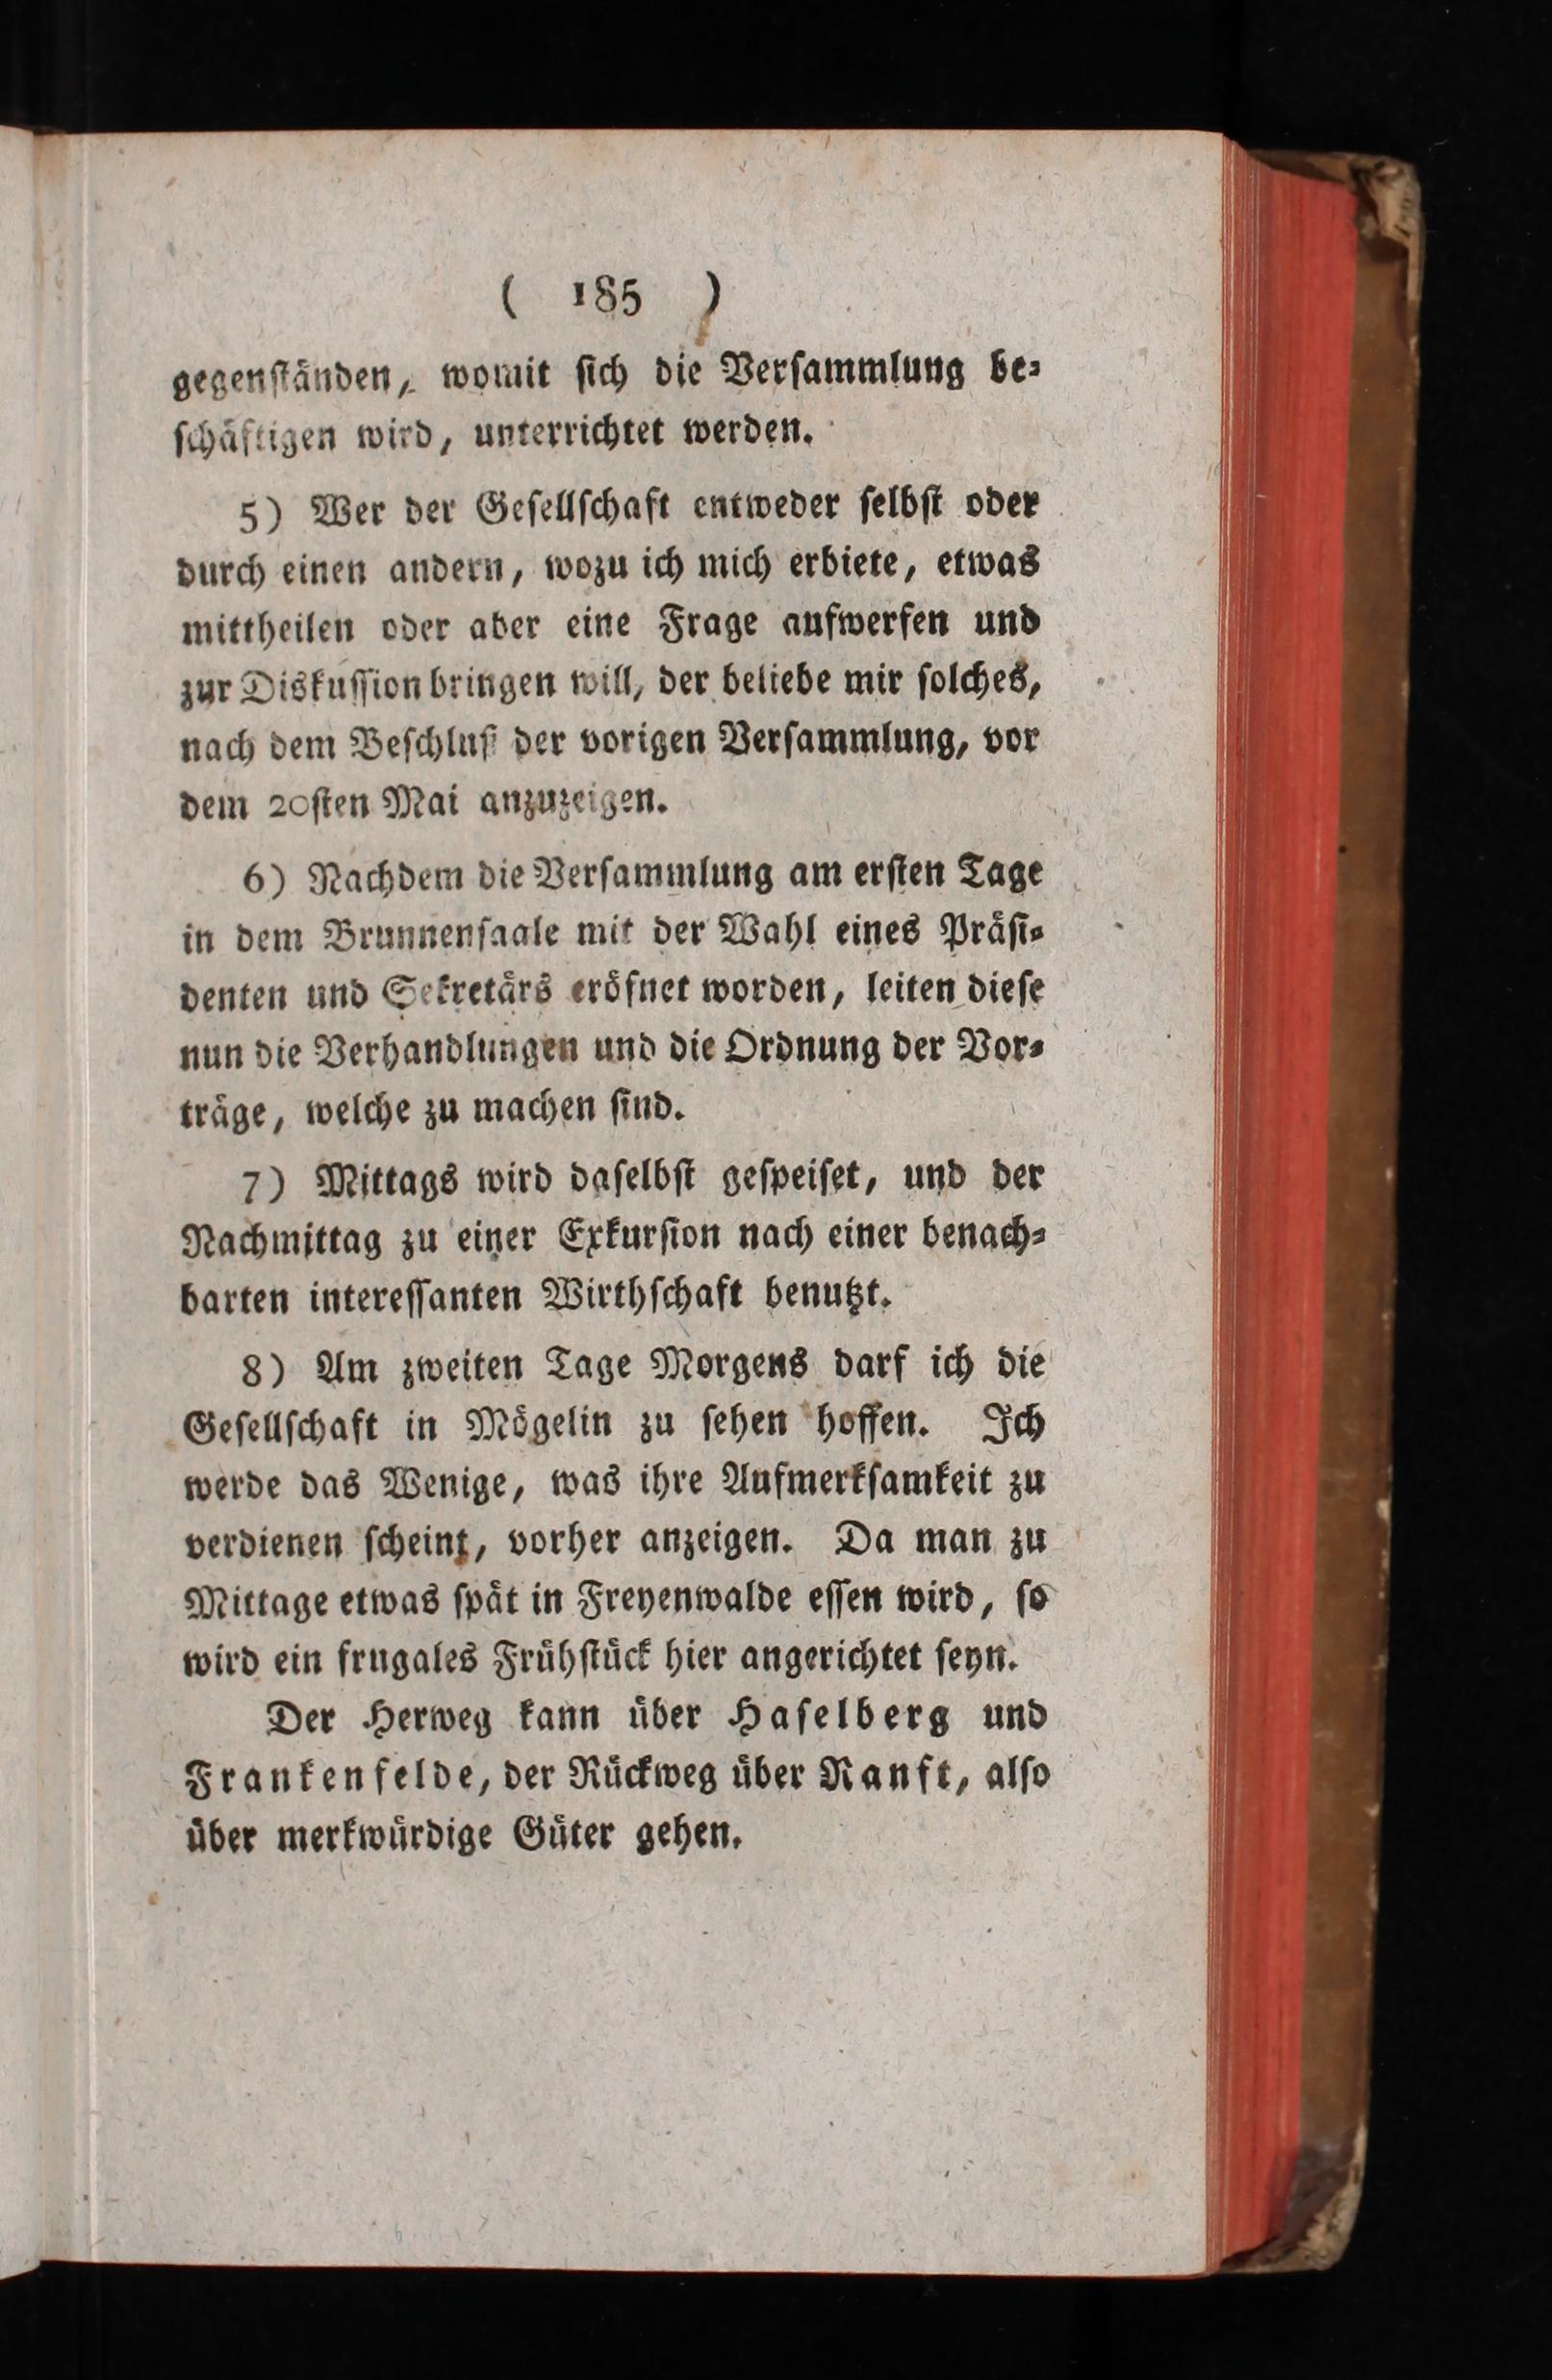 ( 185 )
gegenſtänden, womit ſich die Verſammlung be⸗
ſchäftigen wird, unterrichtet werden.
5) Wer der Geſellſchaft entweder ſelbſt oder
durch einen andern, wozu ich mich erbiete, etwas
mittheilen oder aber eine Frage aufwerfen und
zur Diskuſſion bringen will, der beliebe mir ſolches,
nach dem Beſchluß der vorigen Verſammlung, vor
dem 20ſten Mai anzuzeigen.
6) Nachdem die Verſammlung am erſten Tage
in dem Brunnenſaale mit der Wahl eines Präſi⸗
denten und Sekretärs eröfnet worden, leiten dieſe
nun die Verhandlungen und die Ordnung der Vor⸗
träge, welche zu machen ſind.
7) Mittags wird daſelbſt geſpeiſet, und der
Nachmittag zu einer Exkurſion nach einer benach⸗
barten intereſſanten Wirthſchaft benutzt.
8) Am zweiten Tage Morgens darf ich die
Geſellſchaft in Mögelin zu ſehen hoffen. Ich
werde das Wenige, was ihre Aufmerkſamkeit zu
verdienen ſcheint, vorher anzeigen. Da man zu
Mittage etwas ſpät in Freyenwalde eſſen wird, ſo
wird ein frugales Frühſtück hier angerichtet ſeyn.
Der Herweg kann über Haſelberg und
Frankenfelde, der Rückweg über Ranft, alſo
über merkwürdige Güter gehen.